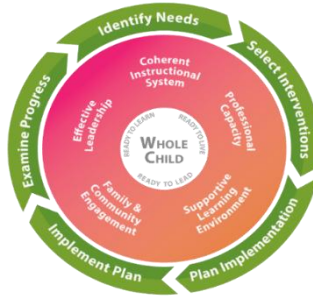 Identify Needs
Select Interventions
Plan Implementation
Implement Plan
Examine Progress
Coherent
Instructional
System
Professional
Capacity
Supportive
Learning
Environment
Family &
Community
Engagement
Effective
Leadership
READY TO LEARN
READY TO LIVE
READY TO LEAD
WHOLE
CHILD